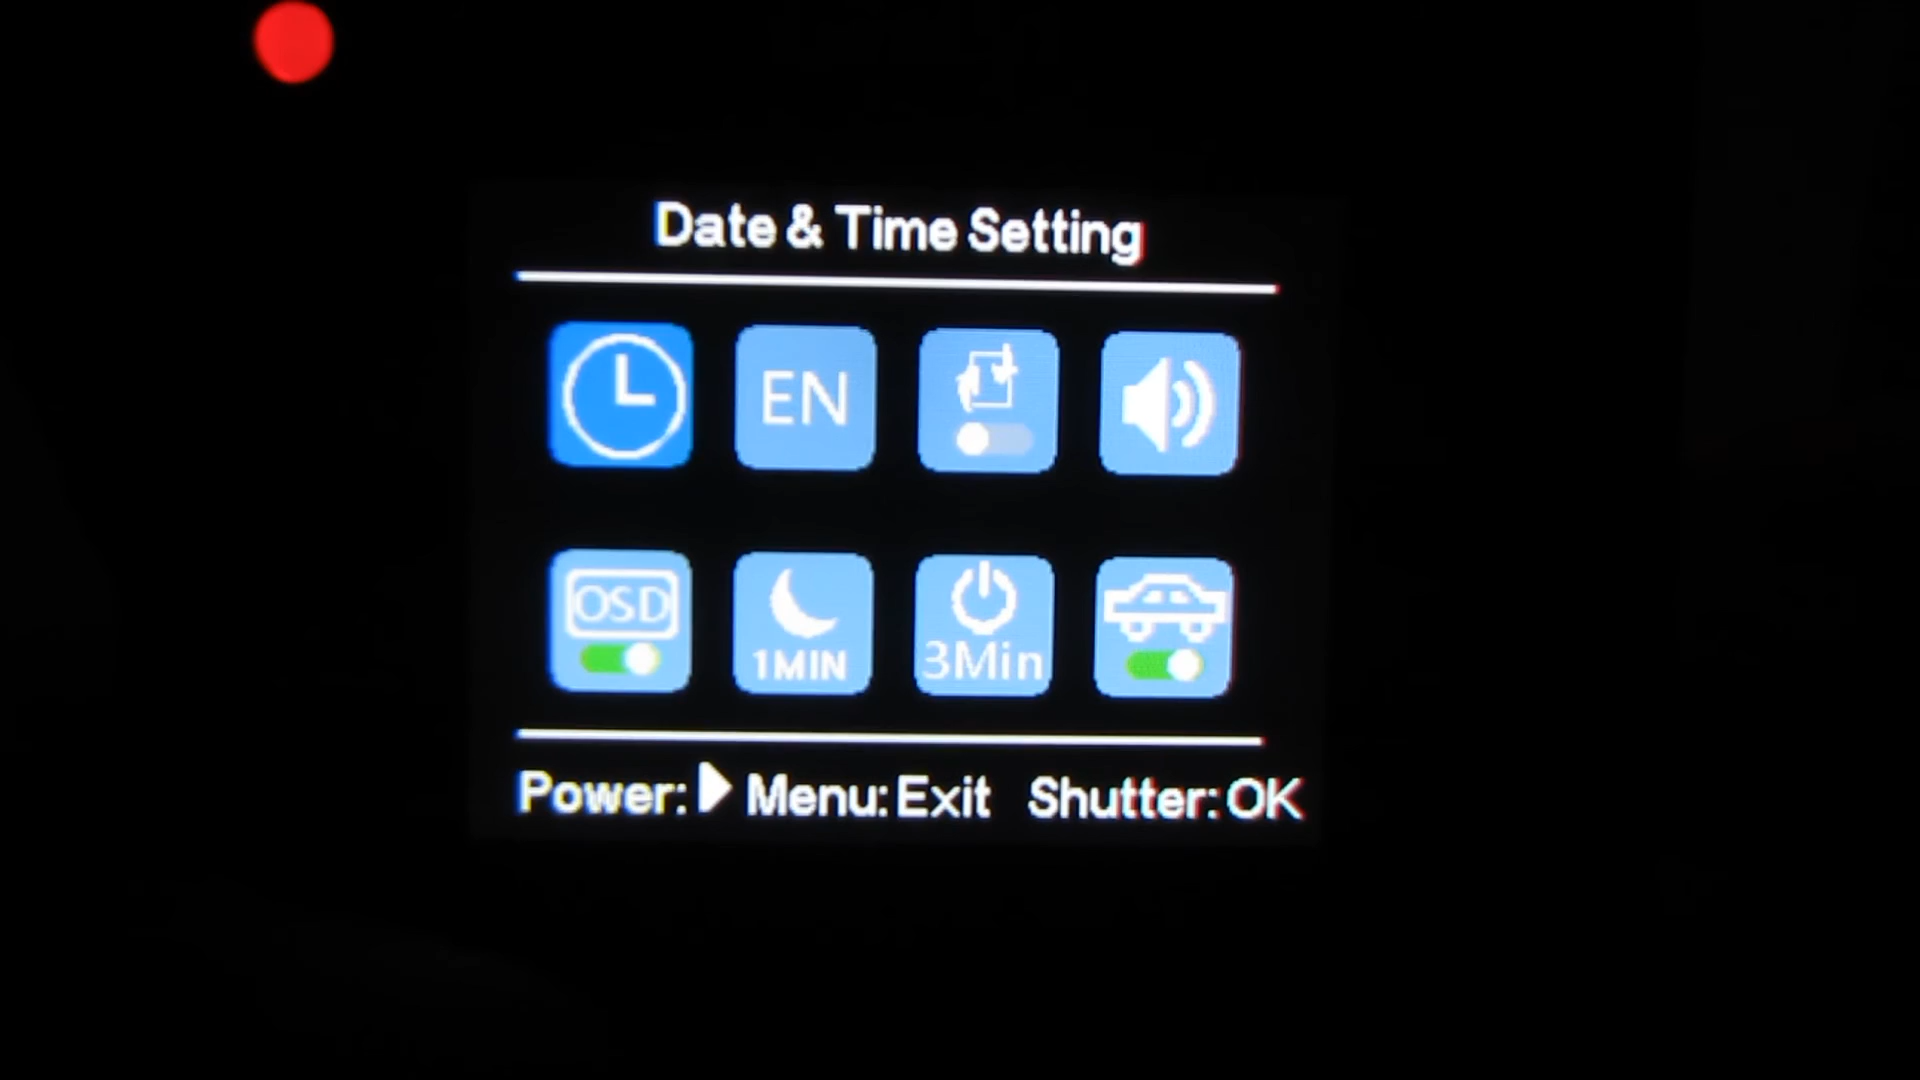 Date & Time Setting
EN
OSD
1MIN
3Min
Power: Menu:Exit Shutter:OK